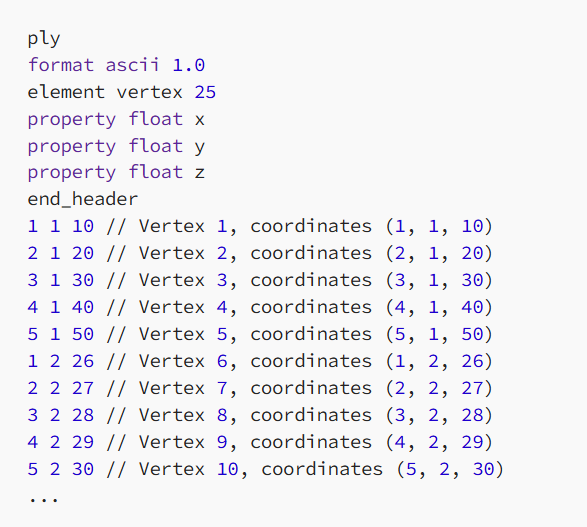 ply
format ascii 1.0
element vertex 25
property float x
property float y
property float z
end_header
1 1 10 // Vertex 1, coordinates (1, 1, 10)
2 1 20 // Vertex 2, coordinates (2, 1, 20)
3 1 30 // Vertex 3, coordinates (3, 1, 30)
4 1 40 // Vertex 4, coordinates (4, 1, 40)
5 1 50 // Vertex 5, coordinates (5, 1, 50)
1 2 26 // Vertex 6, coordinates (1, 2, 26)
2 2 27 // Vertex 7, coordinates (2, 2, 27)
3 2 28 // Vertex 8, coordinates (3, 2, 28)
4 2 29 // Vertex 9, coordinates (4, 2, 29)
5 2 30 // Vertex 10, coordinates (5, 2, 30)
...